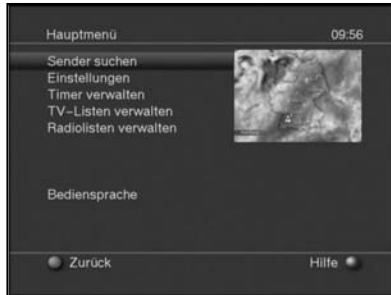 Hauptmenü 09:56
Sender suchen
Einstellungen
Timer verwalten
TV-Listen verwalten
Radiolisten verwalten
Bediensprache
Zurück Hilfe